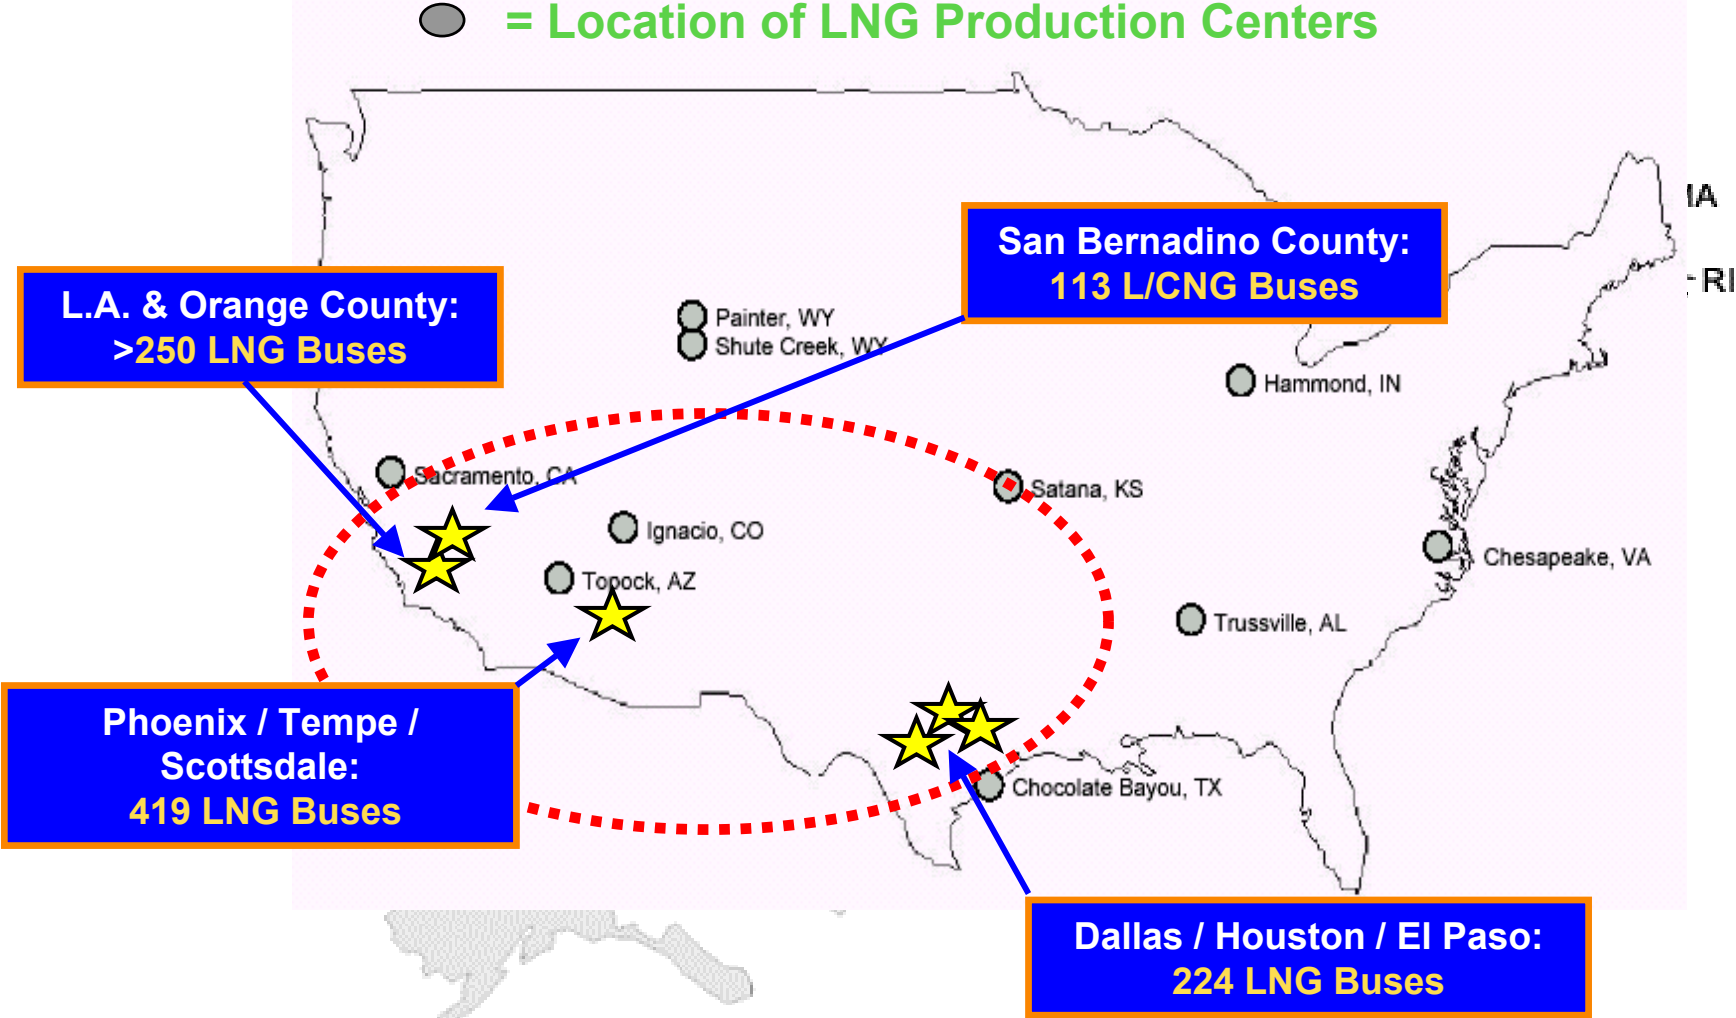 = Location of LNG Production Centers
San Bernadino County:
113 L/CNG Buses
L.A. & Orange County:
>250 LNG Buses
Painter, WY
Shute Creek, WY
Hammond, IN
Sacramento, CA
Satana, KS
Ignacio, CO
Topock, AZ
Chesapeake, VA
Trussville, AL
Phoenix / Tempe /
Scottsdale:
419 LNG Buses
Chocolate Bayou, TX
Dallas / Houston / El Paso:
224 LNG Buses